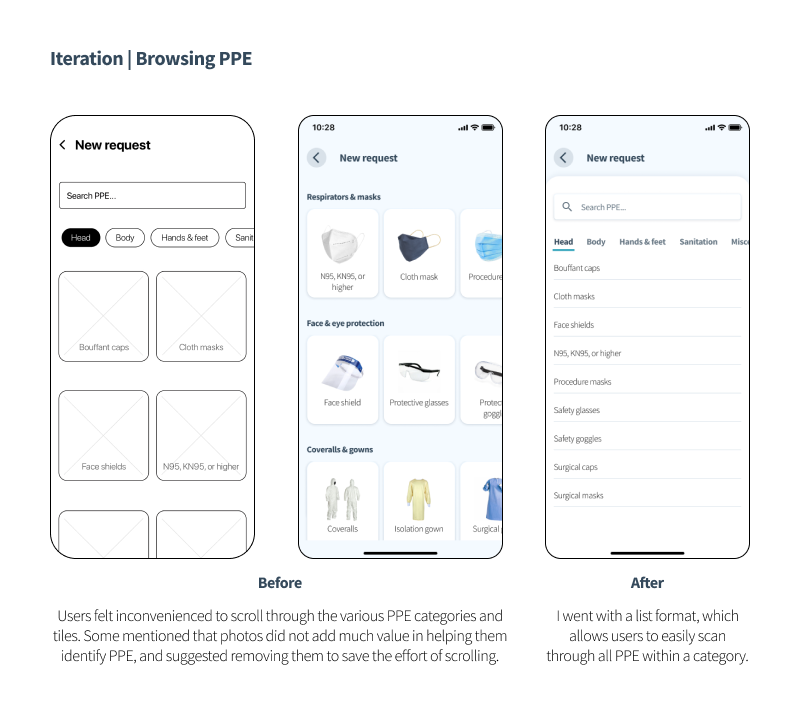 Iteration | Browsing PPE
New request
Search PPE...
Head Body Hands & feet Sanit
Bouffant caps Cloth masks
Face shields N95, KN95, or higher
10:28
New request
Respirators & masks
N95, KN95, or
higher
Cloth mask
Procedure
Face & eye protection
Face shield
Protective glasses
Protec
goggl
Coveralls & gowns
Coveralls
Isolation gown
Surgical
10:28
New request
Search PPE...
Head Body Hands & feet Sanitation Misc
Bouffant caps
Cloth masks
Face shields
N95, KN95, or higher
Procedure masks
Safety glasses
Safety goggles
Surgical caps
Surgical masks
Before
Users felt inconvenienced to scroll through the various PPE categories and
tiles. Some mentioned that photos did not add much value in helping them
identify PPE, and suggested removing them to save the effort of scrolling.
After
I went with a list format, which
allows users to easily scan
through all PPE within a category.